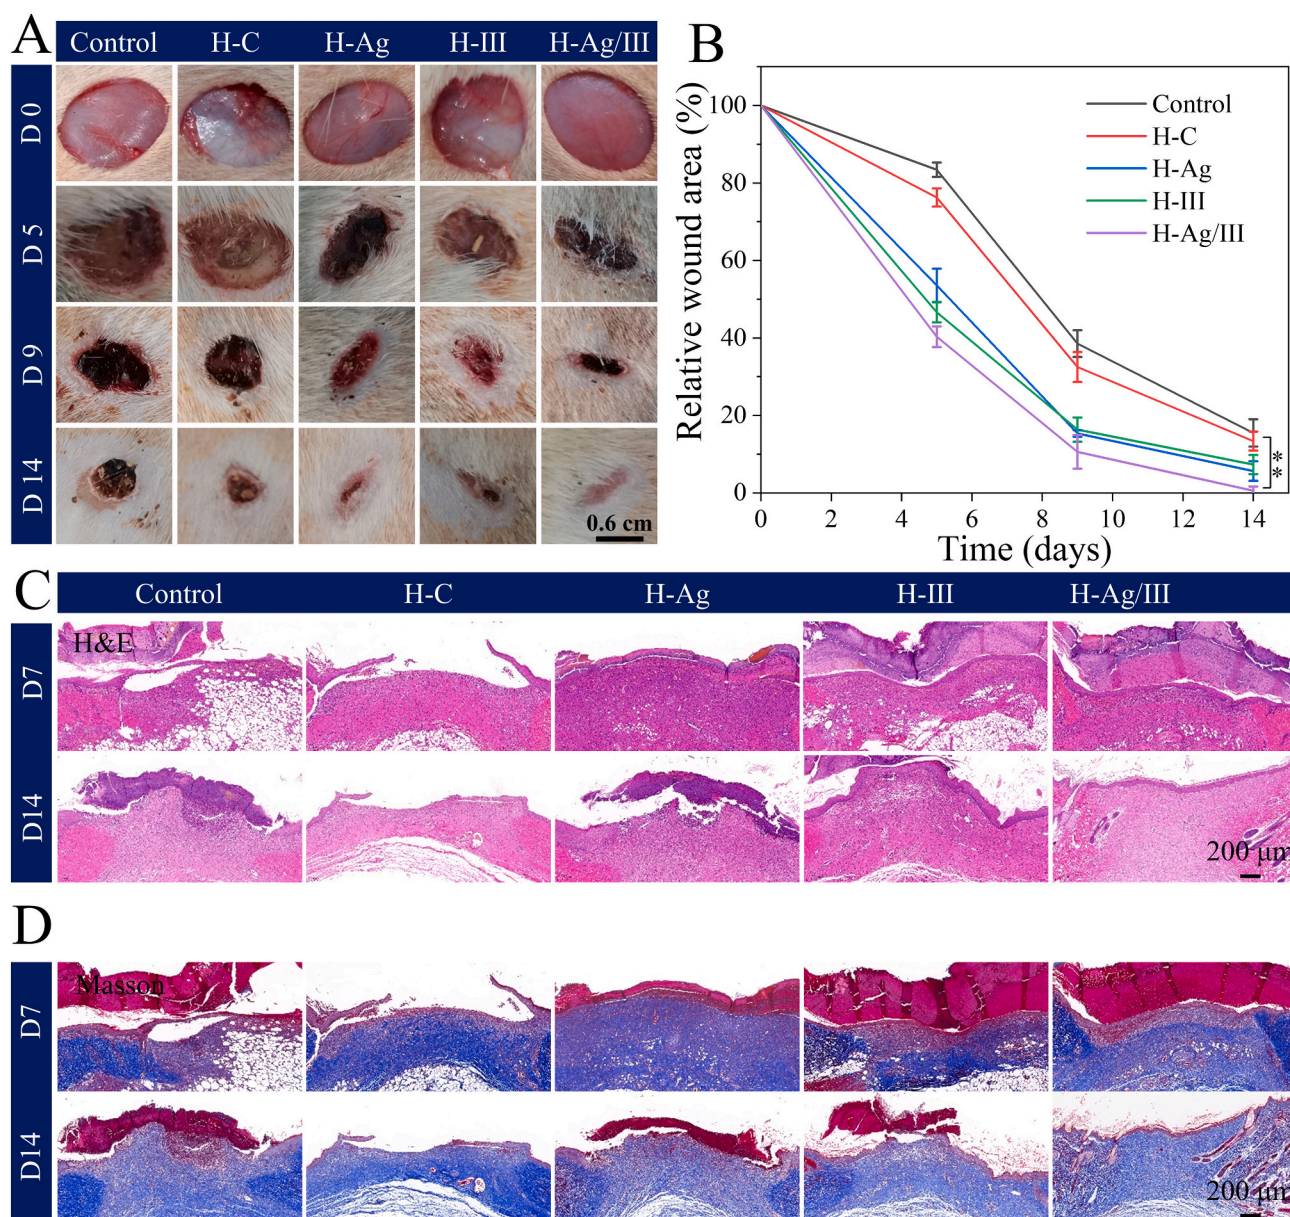 A
Control H-C H-Ag H-III H-Ag/III
D 0
D 5
D 9
D 14
0.6 cm
B
Relative wound area (%)
100
80
60
40
20
0
0 2 4 6 8 10 12 14
Time (days)
Control
H-C
H-Ag
H-III
H-Ag/III
**
C
Control H-C H-Ag H-III H-Ag/III
D7
H&E
D14
200 μm
D
D7
Masson
D14
200 μm